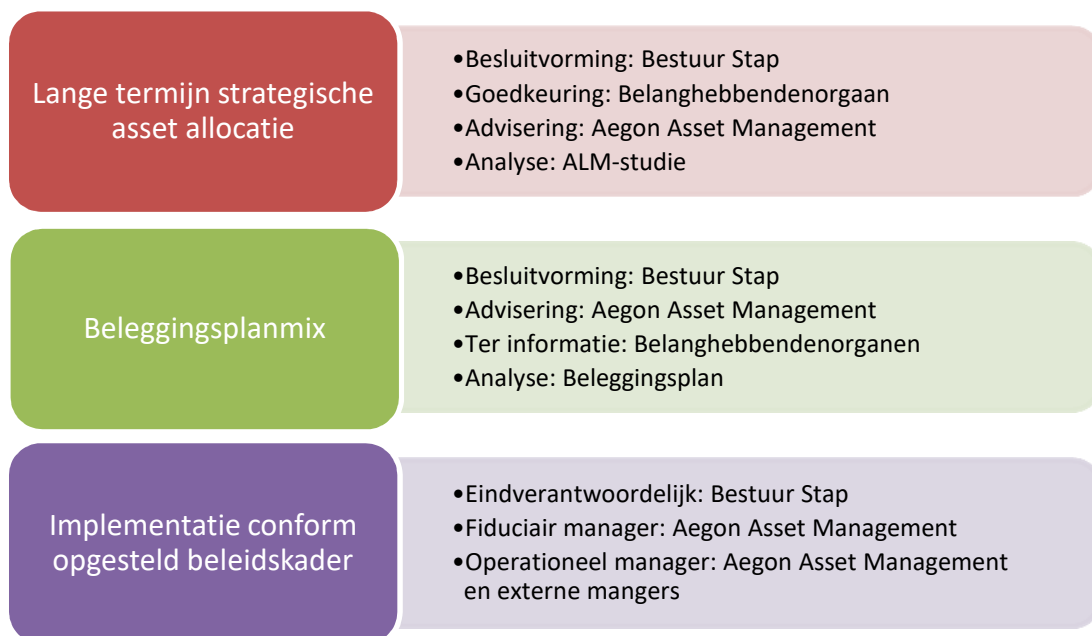 Lange termijn strategische
asset allocatie
•Besluitvorming: Bestuur Stap
•Goedkeuring: Belanghebbendenorgaan
•Advisering: Aegon Asset Management
•Analyse: ALM-studie
Beleggingsplanmix
•Besluitvorming: Bestuur Stap
•Advisering: Aegon Asset Management
•Ter informatie: Belanghebbendenorganen
•Analyse: Beleggingsplan
Implementatie conform
opgesteld beleidskader
•Eindverantwoordelijk: Bestuur Stap
•Fiduciair manager: Aegon Asset Management
•Operationeel manager: Aegon Asset Management
en externe mangers